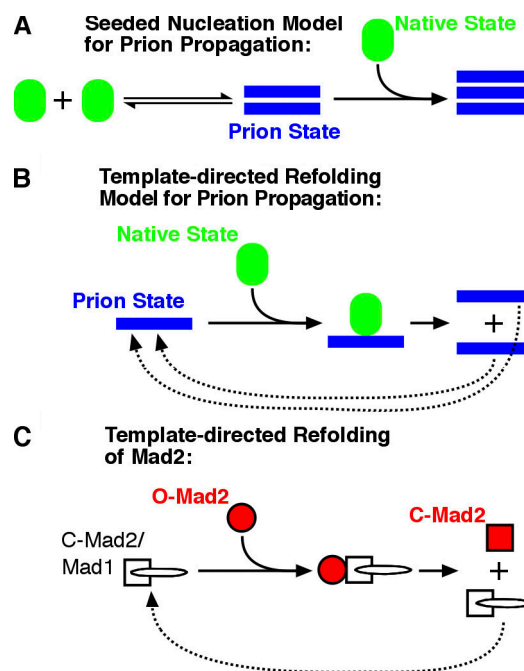 A
Seeded Nucleation Model
for Prion Propagation:
Native State
+
Prion State
B
Template-directed Refolding
Model for Prion Propagation:
Native State
Prion State
+
C
Template-directed Refolding
of Mad2:
O-Mad2
C-Mad2
C-Mad2/
Mad1
+